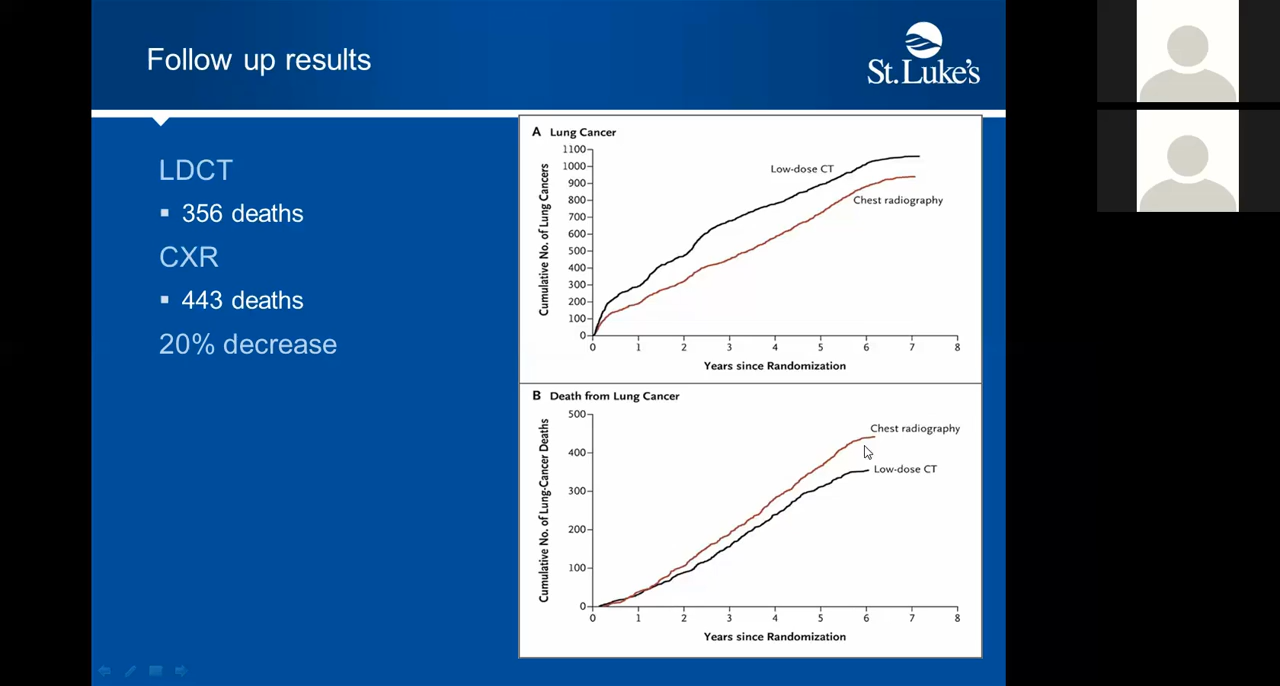 Follow up results
St. Luke's
LDCT
▪ 356 deaths
CXR
▪ 443 deaths
20% decrease
A Lung Cancer
Cumulative No. of Lung Cancers
1100
1000
900
800
700
600
500
400
300
200
100
0
Low-dose CT
Chest radiography
0 1 2 3 4 5 6 7 8
Years since Randomization
B Death from Lung Cancer
Cumulative No. of Lung-Cancer Deaths
500
400
300
200
100
0
Chest radiography
Low-dose CT
0 1 2 3 4 5 6 7 8
Years since Randomization